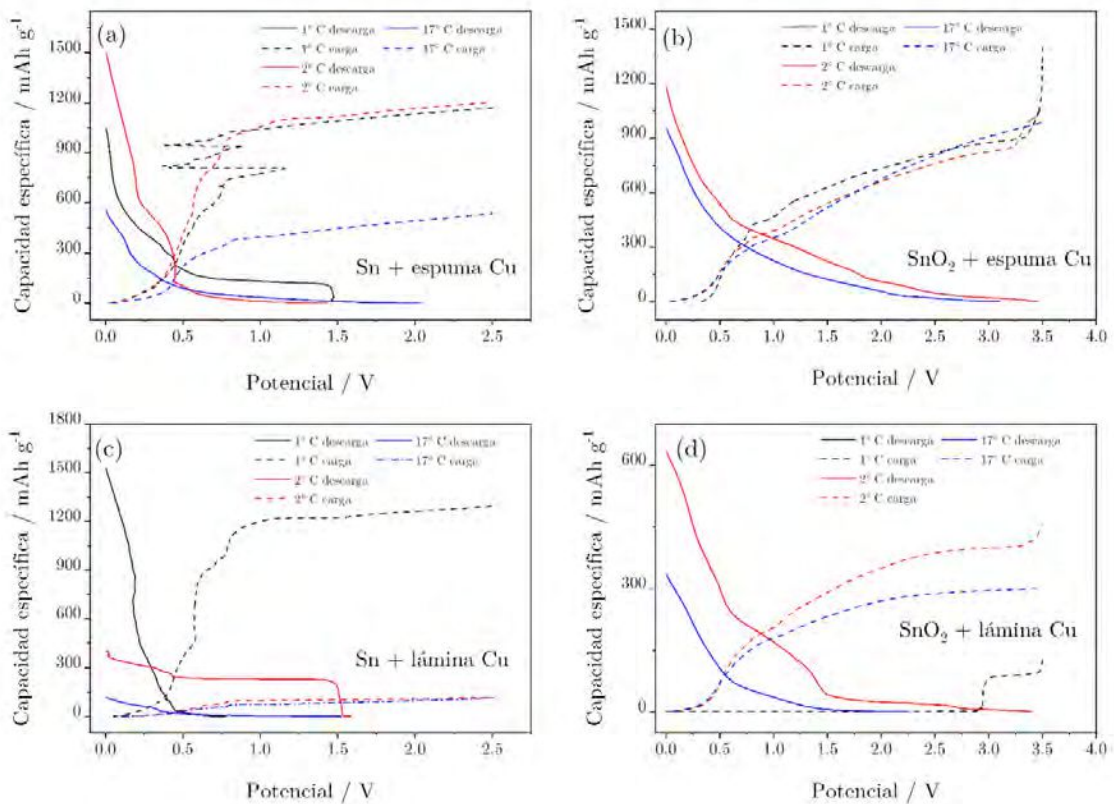 (a)
1° C descarga
1° C carga
2° C descarga
2° C carga
17° C descarga
17° C carga
1500
1200
900
600
300
0
Capacidad específica / mAh g⁻¹
Sn + espuma Cu
0.0 0.5 1.0 1.5 2.0 2.5
Potencial / V
(b)
1° C descarga
1° C carga
2° C descarga
2° C carga
17° C descarga
17° C carga
1500
1200
900
600
300
0
Capacidad específica / mAh g⁻¹
SnO₂ + espuma Cu
0.0 0.5 1.0 1.5 2.0 2.5 3.0 3.5 4.0
Potencial / V
(c)
1° C descarga
1° C carga
2° C descarga
2° C carga
17° C descarga
17° C carga
1800
1500
1200
900
600
300
0
Capacidad específica / mAh g⁻¹
Sn + lámina Cu
0.0 0.5 1.0 1.5 2.0 2.5
Potencial / V
(d)
1° C descarga
1° C carga
2° C descarga
2° C carga
17° C descarga
17° C carga
600
300
0
Capacidad específica / mAh g⁻¹
SnO₂ + lámina Cu
0.0 0.5 1.0 1.5 2.0 2.5 3.0 3.5 4.0
Potencial / V